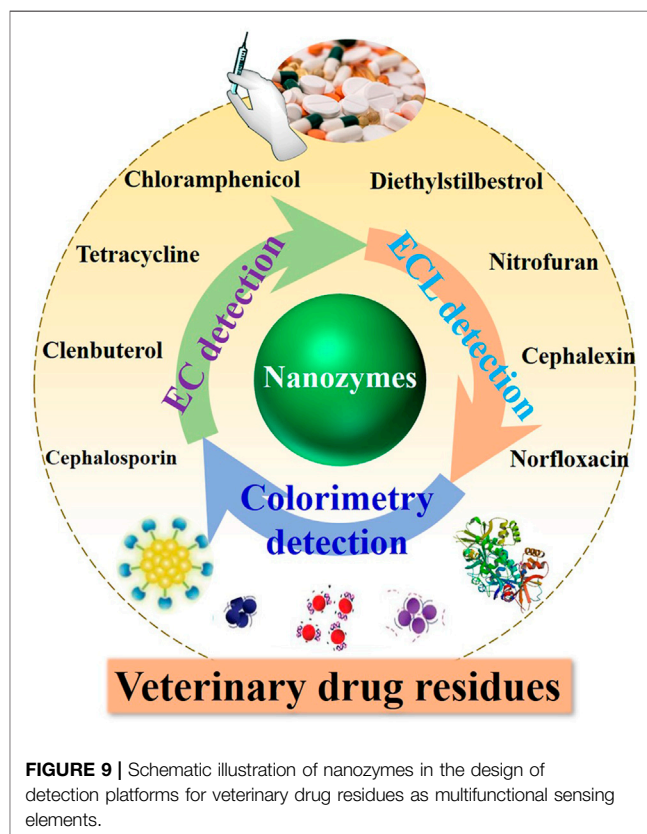 Chloramphenicol
Diethylstilbestrol
Tetracycline
Nitrofuran
Clenbuterol
Cephalexin
Cephalosporin
Norfloxacin
EC detection
ECL detection
Nanozymes
Colorimetry
detection
Veterinary drug residues
FIGURE 9 | Schematic illustration of nanozymes in the design of
detection platforms for veterinary drug residues as multifunctional sensing
elements.